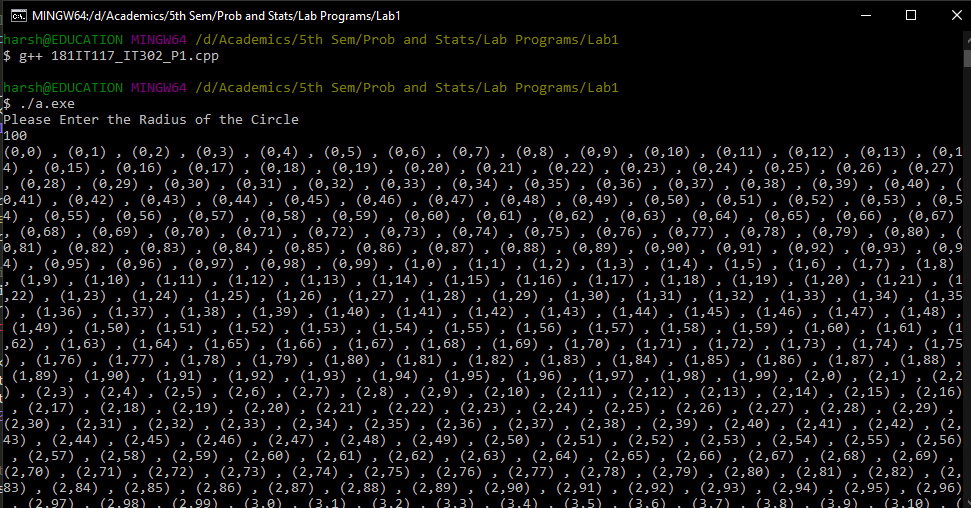 MINGW64:/d/Academics/5th Sem/Prob and Stats/Lab Programs/Lab1
harsh@EDUCATION MINGW64 /d/Academics/5th Sem/Prob and Stats/Lab Programs/Lab1
$ g++ 181IT117_IT302_P1.cpp
harsh@EDUCATION MINGW64 /d/Academics/5th Sem/Prob and Stats/Lab Programs/Lab1
$ ./a.exe
Please Enter the Radius of the Circle
100
(0,0) , (0,1) , (0,2) , (0,3) , (0,4) , (0,5) , (0,6) , (0,7) , (0,8) , (0,9) , (0,10) , (0,11) , (0,12) , (0,13) , (0,1
4) , (0,15) , (0,16) , (0,17) , (0,18) , (0,19) , (0,20) , (0,21) , (0,22) , (0,23) , (0,24) , (0,25) , (0,26) , (0,27)
, (0,28) , (0,29) , (0,30) , (0,31) , (0,32) , (0,33) , (0,34) , (0,35) , (0,36) , (0,37) , (0,38) , (0,39) , (0,40) , (
0,41) , (0,42) , (0,43) , (0,44) , (0,45) , (0,46) , (0,47) , (0,48) , (0,49) , (0,50) , (0,51) , (0,52) , (0,53) , (0,5
4) , (0,55) , (0,56) , (0,57) , (0,58) , (0,59) , (0,60) , (0,61) , (0,62) , (0,63) , (0,64) , (0,65) , (0,66) , (0,67)
, (0,68) , (0,69) , (0,70) , (0,71) , (0,72) , (0,73) , (0,74) , (0,75) , (0,76) , (0,77) , (0,78) , (0,79) , (0,80) , (
0,81) , (0,82) , (0,83) , (0,84) , (0,85) , (0,86) , (0,87) , (0,88) , (0,89) , (0,90) , (0,91) , (0,92) , (0,93) , (0,9
4) , (0,95) , (0,96) , (0,97) , (0,98) , (0,99) , (1,0) , (1,1) , (1,2) , (1,3) , (1,4) , (1,5) , (1,6) , (1,7) , (1,8)
, (1,9) , (1,10) , (1,11) , (1,12) , (1,13) , (1,14) , (1,15) , (1,16) , (1,17) , (1,18) , (1,19) , (1,20) , (1,21) , (1
,22) , (1,23) , (1,24) , (1,25) , (1,26) , (1,27) , (1,28) , (1,29) , (1,30) , (1,31) , (1,32) , (1,33) , (1,34) , (1,35
) , (1,36) , (1,37) , (1,38) , (1,39) , (1,40) , (1,41) , (1,42) , (1,43) , (1,44) , (1,45) , (1,46) , (1,47) , (1,48) ,
(1,49) , (1,50) , (1,51) , (1,52) , (1,53) , (1,54) , (1,55) , (1,56) , (1,57) , (1,58) , (1,59) , (1,60) , (1,61) , (1
,62) , (1,63) , (1,64) , (1,65) , (1,66) , (1,67) , (1,68) , (1,69) , (1,70) , (1,71) , (1,72) , (1,73) , (1,74) , (1,75
) , (1,76) , (1,77) , (1,78) , (1,79) , (1,80) , (1,81) , (1,82) , (1,83) , (1,84) , (1,85) , (1,86) , (1,87) , (1,88) ,
(1,89) , (1,90) , (1,91) , (1,92) , (1,93) , (1,94) , (1,95) , (1,96) , (1,97) , (1,98) , (1,99) , (2,0) , (2,1) , (2,2
) , (2,3) , (2,4) , (2,5) , (2,6) , (2,7) , (2,8) , (2,9) , (2,10) , (2,11) , (2,12) , (2,13) , (2,14) , (2,15) , (2,16)
, (2,17) , (2,18) , (2,19) , (2,20) , (2,21) , (2,22) , (2,23) , (2,24) , (2,25) , (2,26) , (2,27) , (2,28) , (2,29) ,
(2,30) , (2,31) , (2,32) , (2,33) , (2,34) , (2,35) , (2,36) , (2,37) , (2,38) , (2,39) , (2,40) , (2,41) , (2,42) , (2,
43) , (2,44) , (2,45) , (2,46) , (2,47) , (2,48) , (2,49) , (2,50) , (2,51) , (2,52) , (2,53) , (2,54) , (2,55) , (2,56)
, (2,57) , (2,58) , (2,59) , (2,60) , (2,61) , (2,62) , (2,63) , (2,64) , (2,65) , (2,66) , (2,67) , (2,68) , (2,69) ,
(2,70) , (2,71) , (2,72) , (2,73) , (2,74) , (2,75) , (2,76) , (2,77) , (2,78) , (2,79) , (2,80) , (2,81) , (2,82) , (2,
83) , (2,84) , (2,85) , (2,86) , (2,87) , (2,88) , (2,89) , (2,90) , (2,91) , (2,92) , (2,93) , (2,94) , (2,95) , (2,96)
, (2,97) , (2,98) , (2,99) , (3,0) , (3,1) , (3,2) , (3,3) , (3,4) , (3,5) , (3,6) , (3,7) , (3,8) , (3,9) , (3,10) , (